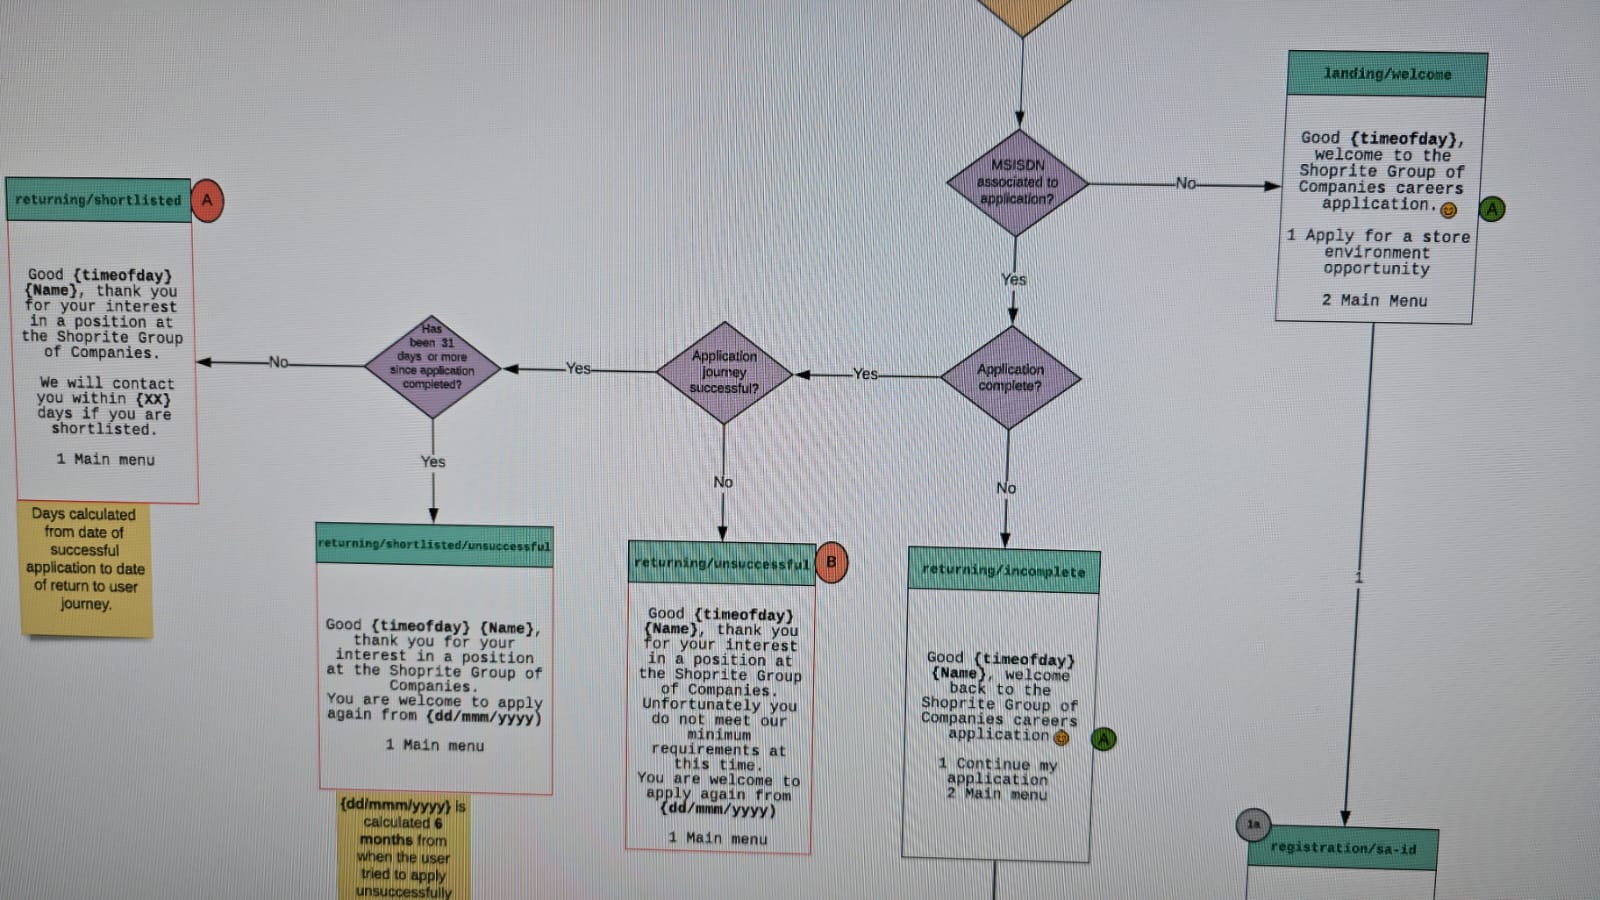 landing/welcome
Good {timeofday},
welcome to the
Shoprite Group of
Companies careers
application.
1 Apply for a store
environment
opportunity
2 Main Menu
A
MSISDN
associated to
application?
No
Yes
returning/shortlisted
A
Good {timeofday}
{Name}, thank you
for your interest
in a position at
the Shoprite Group
of Companies.
We will contact
you within {XX}
days if you are
shortlisted.
1 Main menu
Days calculated
from date of
successful
application to date
of return to user
journey.
No
Has
been 31
days or more
since application
completed?
Yes
Yes
Application
journey
successful?
Yes
No
Application
complete?
No
returning/shortlisted/unsuccessful
Good {timeofday} {Name},
thank you for your
interest in a position
at the Shoprite Group of
Companies.
You are welcome to apply
again from {dd/mmm/yyyy)
1 Main menu
{dd/mmm/yyyy} is
calculated 6
months from
when the user
tried to apply
unsuccessfully
returning/unsuccessful
B
Good {timeofday}
{Name}, thank you
for your interest
in a position at
the Shoprite Group
of Companies.
Unfortunately you
do not meet our
minimum
requirements at
this time.
You are welcome to
apply again from
{dd/mmm/yyyy)
1 Main menu
returning/incomplete
Good {timeofday}
{Name}, welcome
back to the
Shoprite Group of
Companies careers
application
A
1 Continue my
application
2 Main menu
1
1a
registration/sa-id